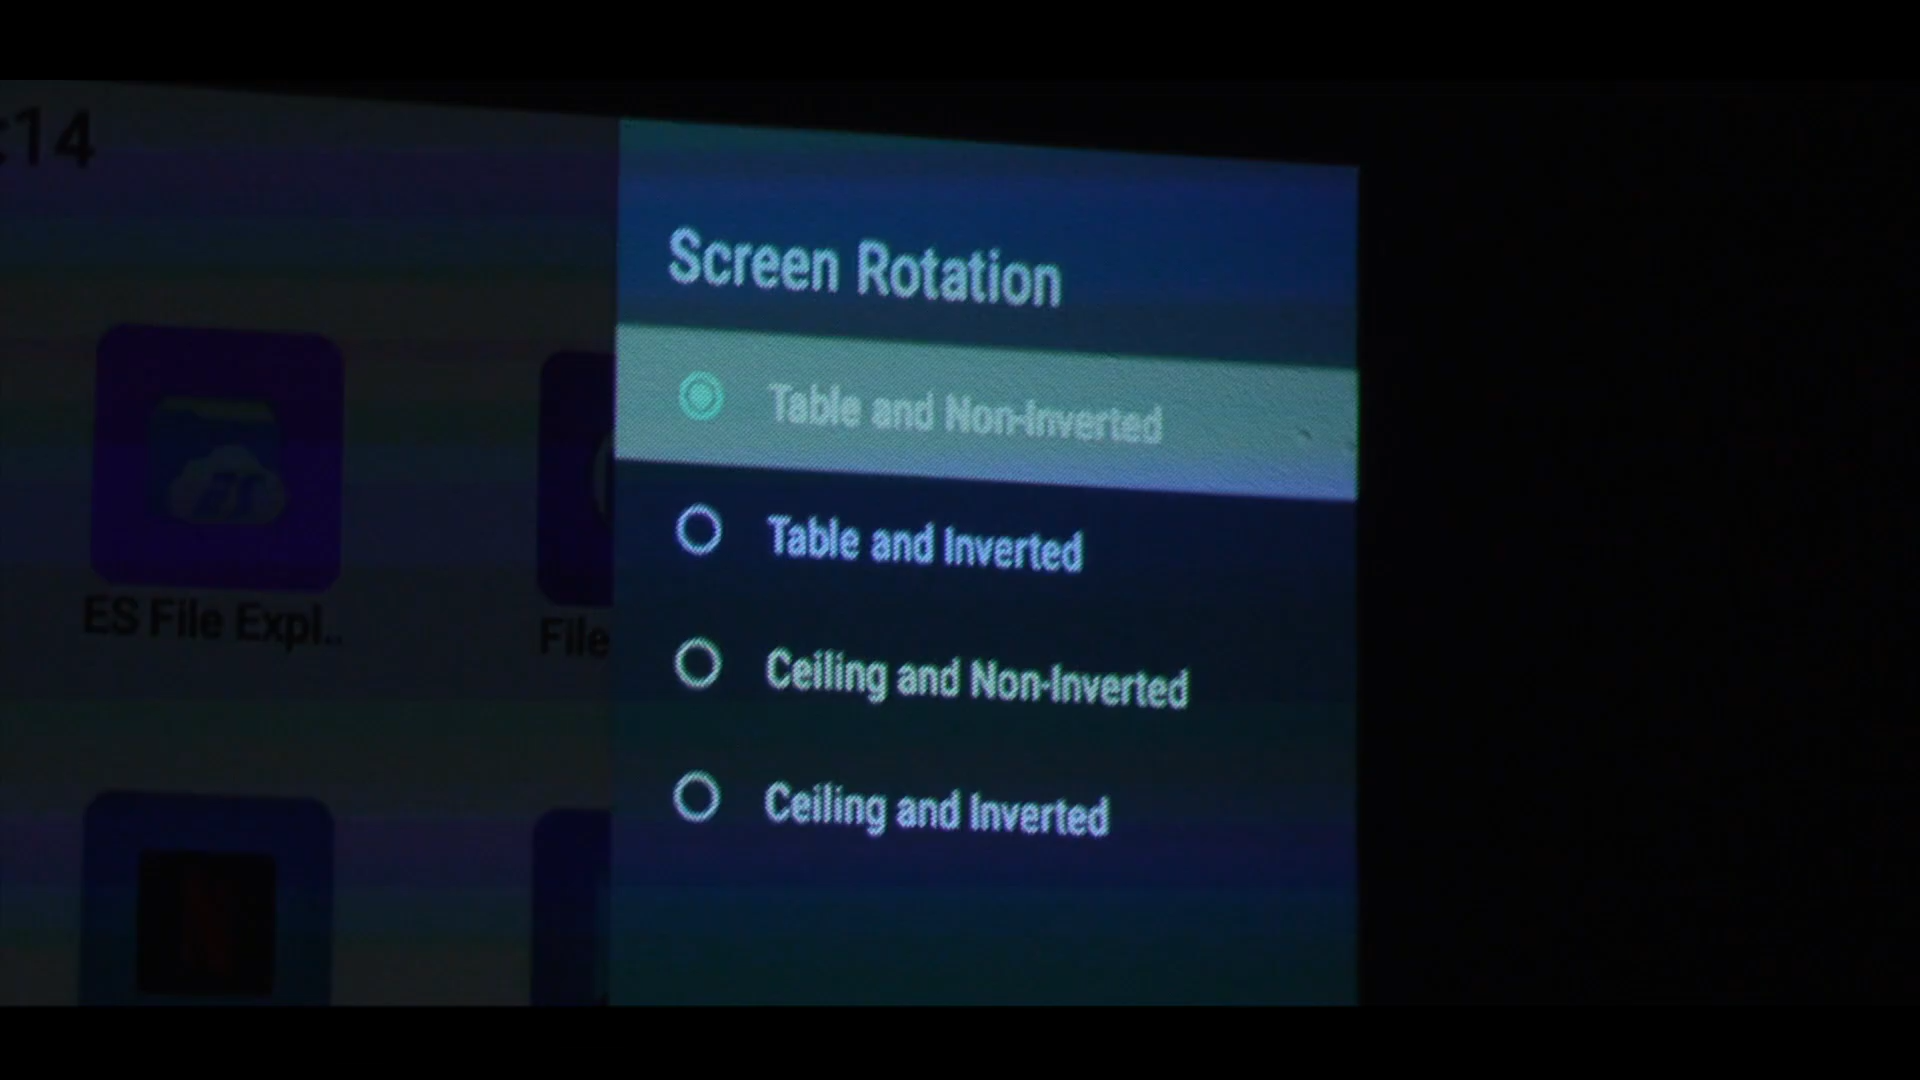 :14
Screen Rotation
Table and Non-Inverted
Table and Inverted
Ceiling and Non-Inverted
Ceiling and Inverted
ES File Expl..
File